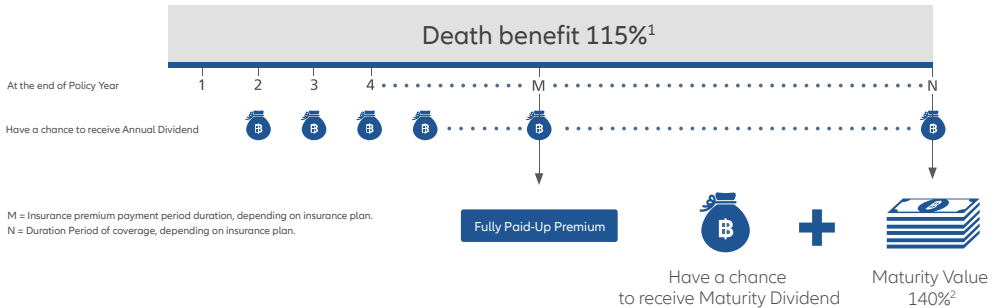 Death benefit 115%1
At the end of Policy Year 1 2 3 4 M N
Have a chance to receive Annual Dividend
฿ ฿ ฿ ฿ ฿ ฿
M = Insurance premium payment period duration, depending on insurance plan.
N = Duration Period of coverage, depending on insurance plan.
Fully Paid-Up Premium
฿ +
Have a chance
to receive Maturity Dividend
Maturity Value
140%2